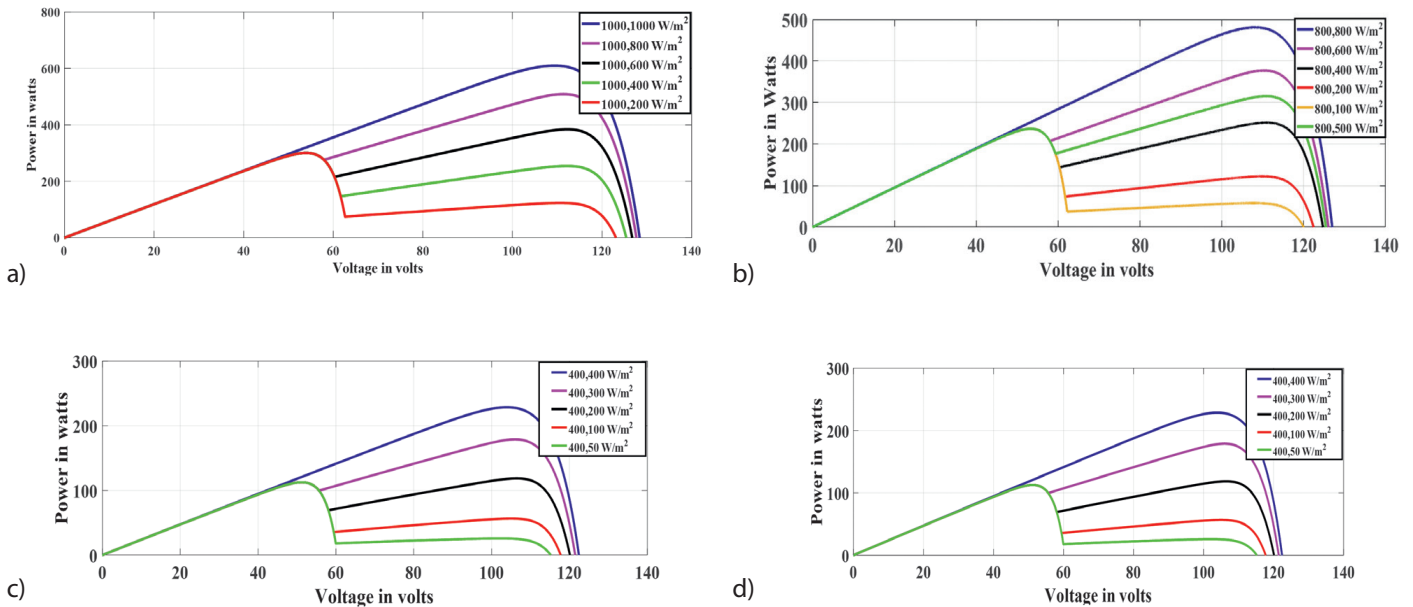 800
600
400
200
0
Power in watts
1000,1000 W/m²
1000,800 W/m²
1000,600 W/m²
1000,400 W/m²
1000,200 W/m²
0 20 40 60 80 100 120 140
Voltage in volts
a)
500
400
300
200
100
0
Power in Watts
800,800 W/m²
800,600 W/m²
800,400 W/m²
800,200 W/m²
800,100 W/m²
800,500 W/m²
0 20 40 60 80 100 120 140
Voltage in volts
b)
300
200
100
0
Power in watts
400,400 W/m²
400,300 W/m²
400,200 W/m²
400,100 W/m²
400,50 W/m²
0 20 40 60 80 100 120 140
Voltage in volts
c)
300
200
100
0
Power in watts
400,400 W/m²
400,300 W/m²
400,200 W/m²
400,100 W/m²
400,50 W/m²
0 20 40 60 80 100 120 140
Voltage in volts
d)